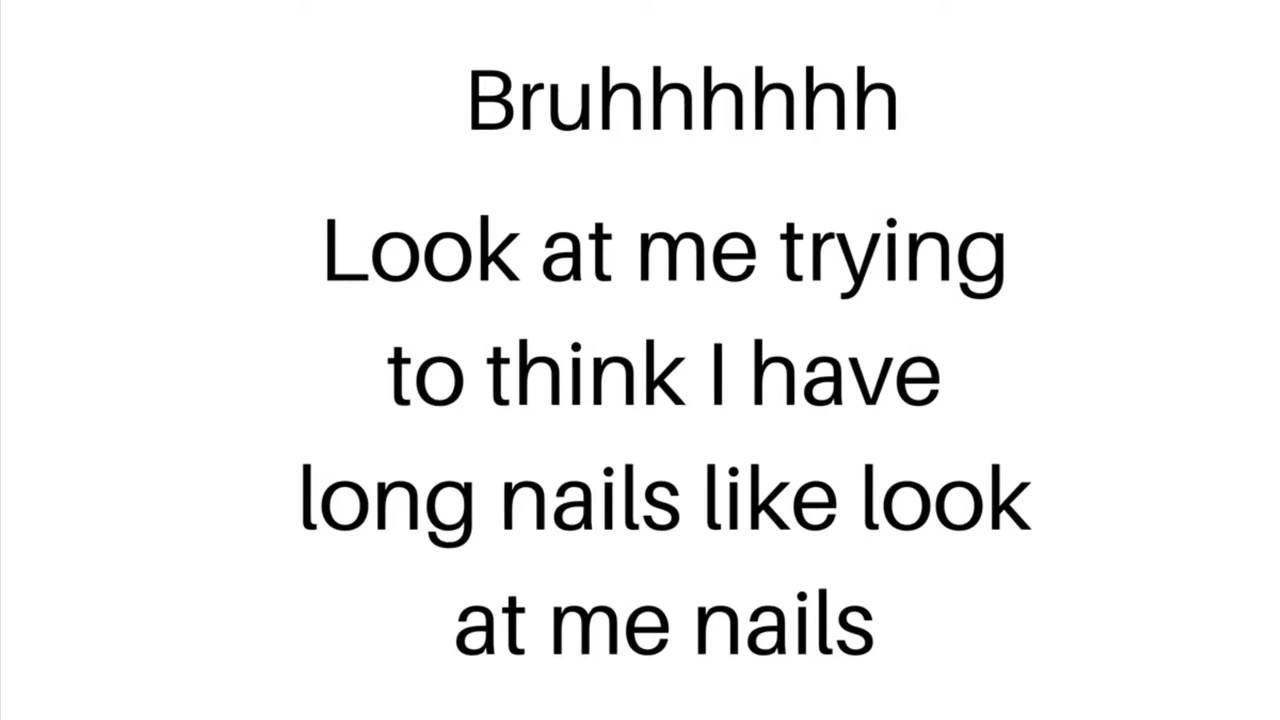 Bruhhhhhh
Look at me trying
to think I have
long nails like look
at me nails